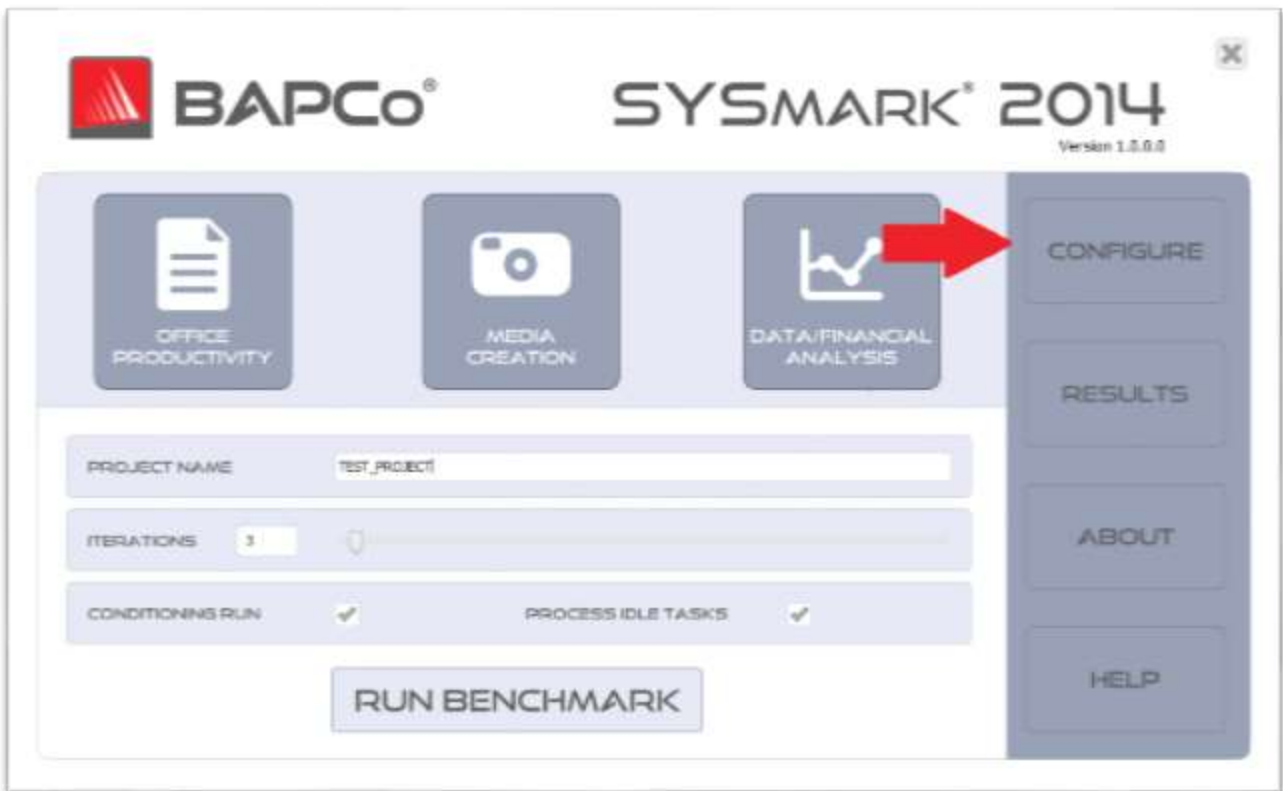 BAPCo®
SYSMARK® 2014
Version 1.0.0.0
OFFICE
PRODUCTIVITY
MEDIA
CREATION
DATA/FINANCIAL
ANALYSIS
CONFIGURE
RESULTS
ABOUT
HELP
PROJECT NAME TEST_PROJECT
ITERATIONS 3
CONDITIONING RUN PROCESS IDLE TASKS
RUN BENCHMARK